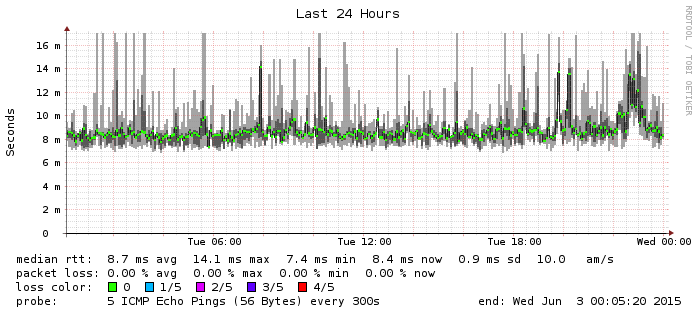 Last 24 Hours
RRDTOOL / TOBI OETIKER
Seconds
16 m
14 m
12 m
10 m
8 m
6 m
4 m
2 m
0
Tue 06:00 Tue 12:00 Tue 18:00 Wed 00:00
median rtt: 8.7 ms avg 14.1 ms max 7.4 ms min 8.4 ms now 0.9 ms sd 10.0 am/s
packet loss: 0.00 % avg 0.00 % max 0.00 % min 0.00 % now
loss color: 0 1/5 2/5 3/5 4/5
probe: 5 ICMP Echo Pings (56 Bytes) every 300s end: Wed Jun 3 00:05:20 2015